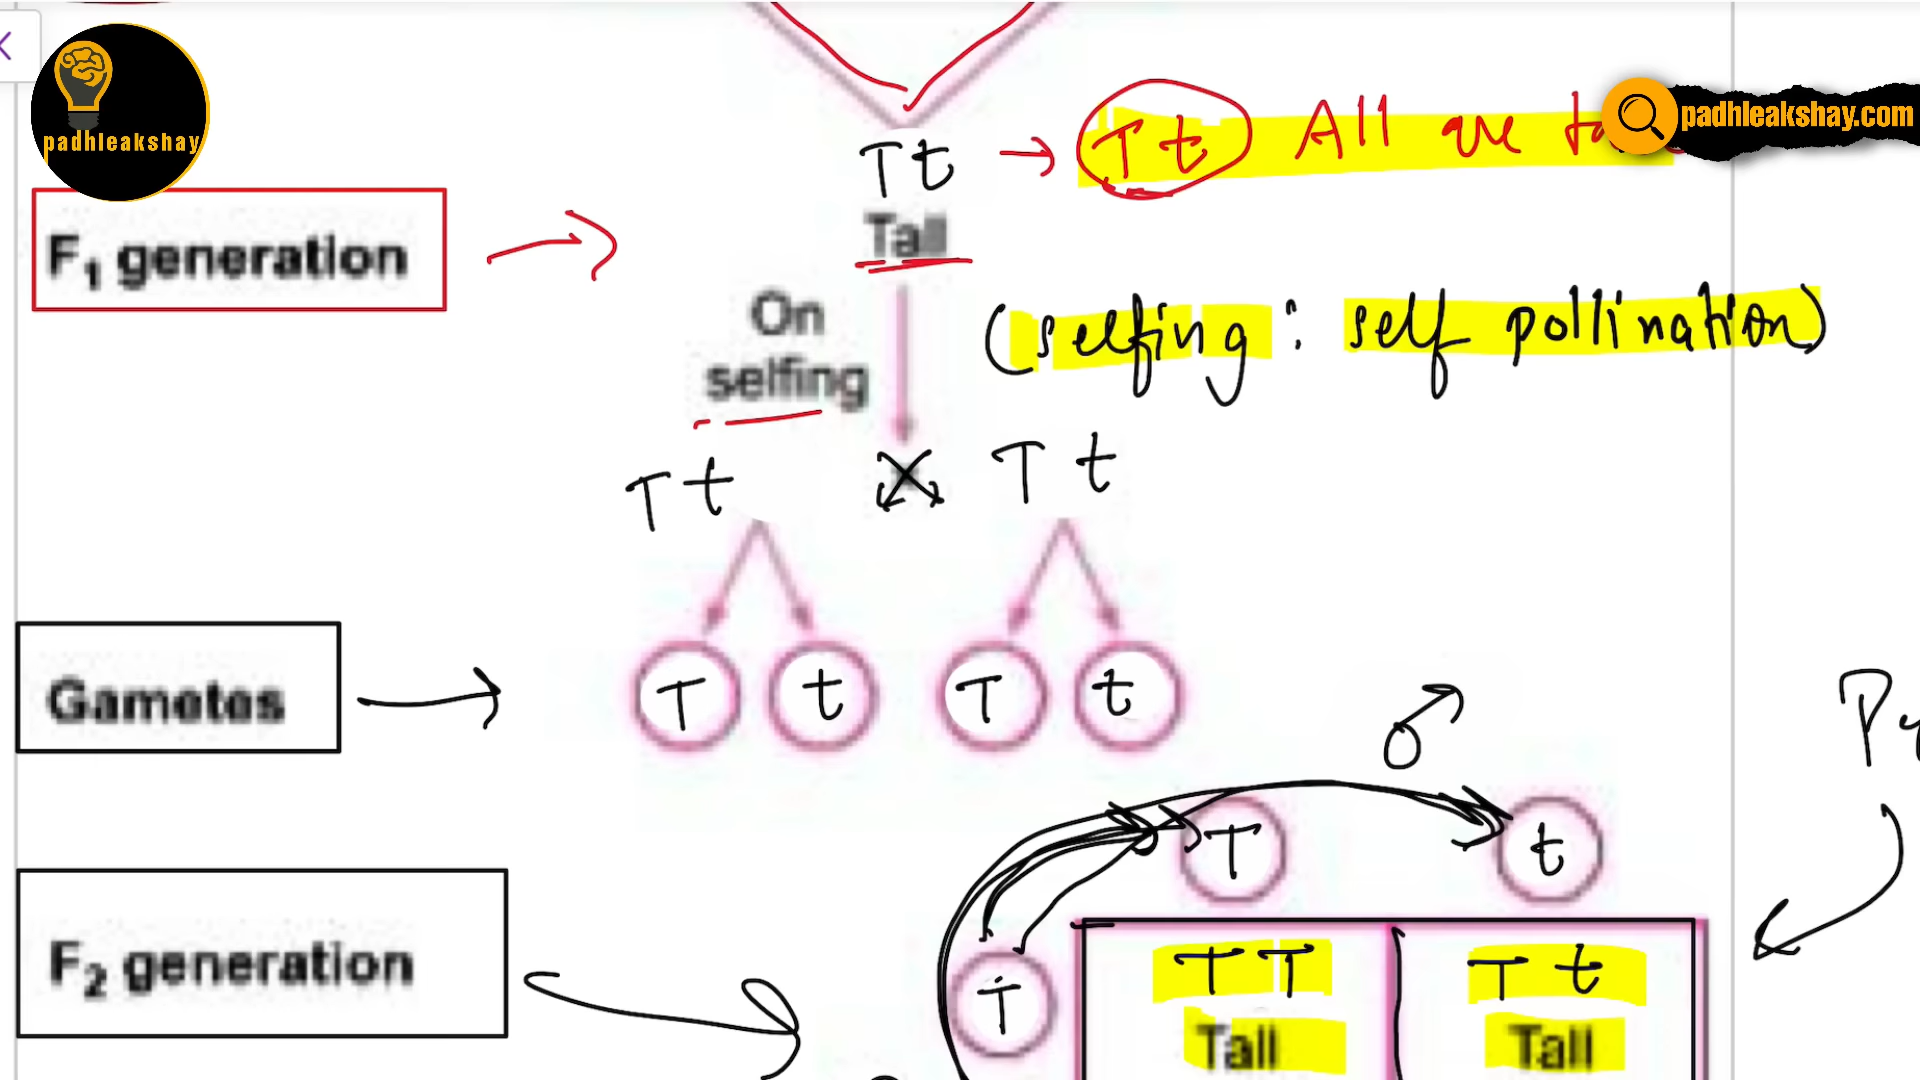 padhleakshay
padhleakshay.com
Tt → Tt All are
Tall
F1 generation
On
selfing
(selfing : self pollination)
Tt × Tt
Gametes
T t T t
♂
T t
F2 generation
T
TT Tt
Tall Tall